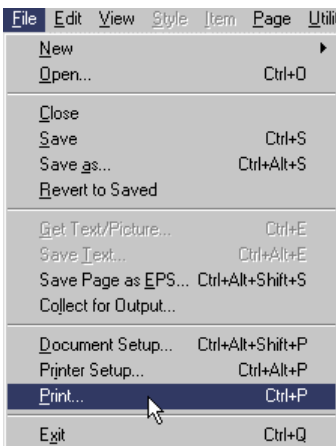 File Edit View Style Item Page Utili
New
Open... Ctrl+O
Close
Save Ctrl+S
Save as... Ctrl+Alt+S
Revert to Saved
Get Text/Picture... Ctrl+E
Save Text... Ctrl+Alt+E
Save Page as EPS... Ctrl+Alt+Shift+S
Collect for Output...
Document Setup... Ctrl+Alt+Shift+P
Printer Setup... Ctrl+Alt+P
Print... Ctrl+P
Exit Ctrl+Q